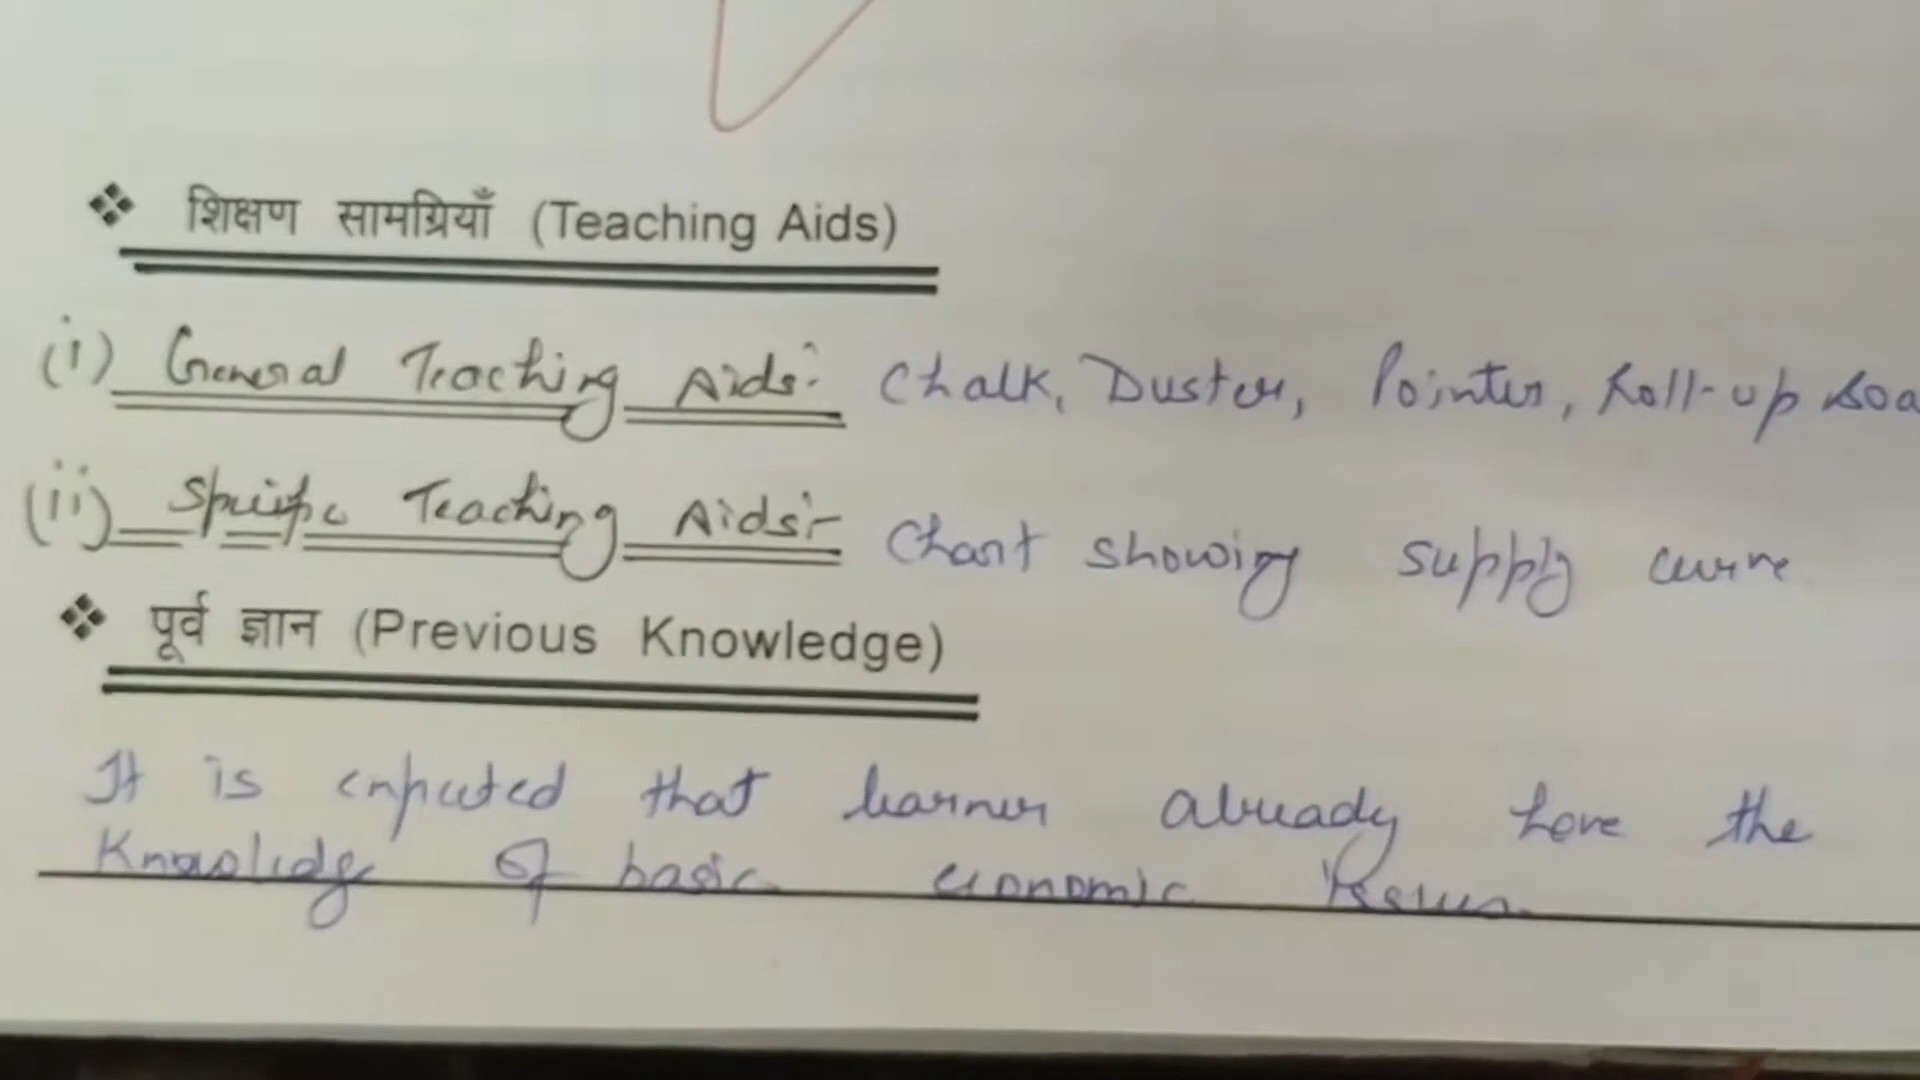 ❖ शिक्षण सामग्रियाँ (Teaching Aids)
(i) General Teaching Aids:- Chalk, Duster, Pointer, Roll-up Boa
(ii) Specific Teaching Aids:- Chart showing supply curve
❖ पूर्व ज्ञान (Previous Knowledge)
It is expected that learner already have the
Knowledge of basic economic